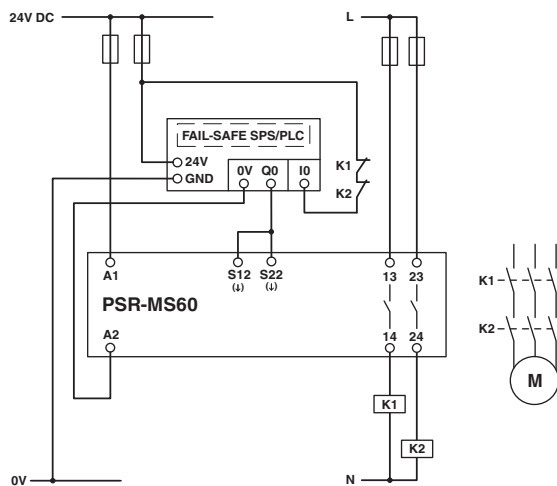 24V DC
L
FAIL-SAFE SPS/PLC
24V
GND
0V Q0 I0
K1
K2
A1
S12
(↓)
S22
(↓)
13 23
PSR-MS60
A2
14 24
K1
K2
K1
K2
M
0V
N